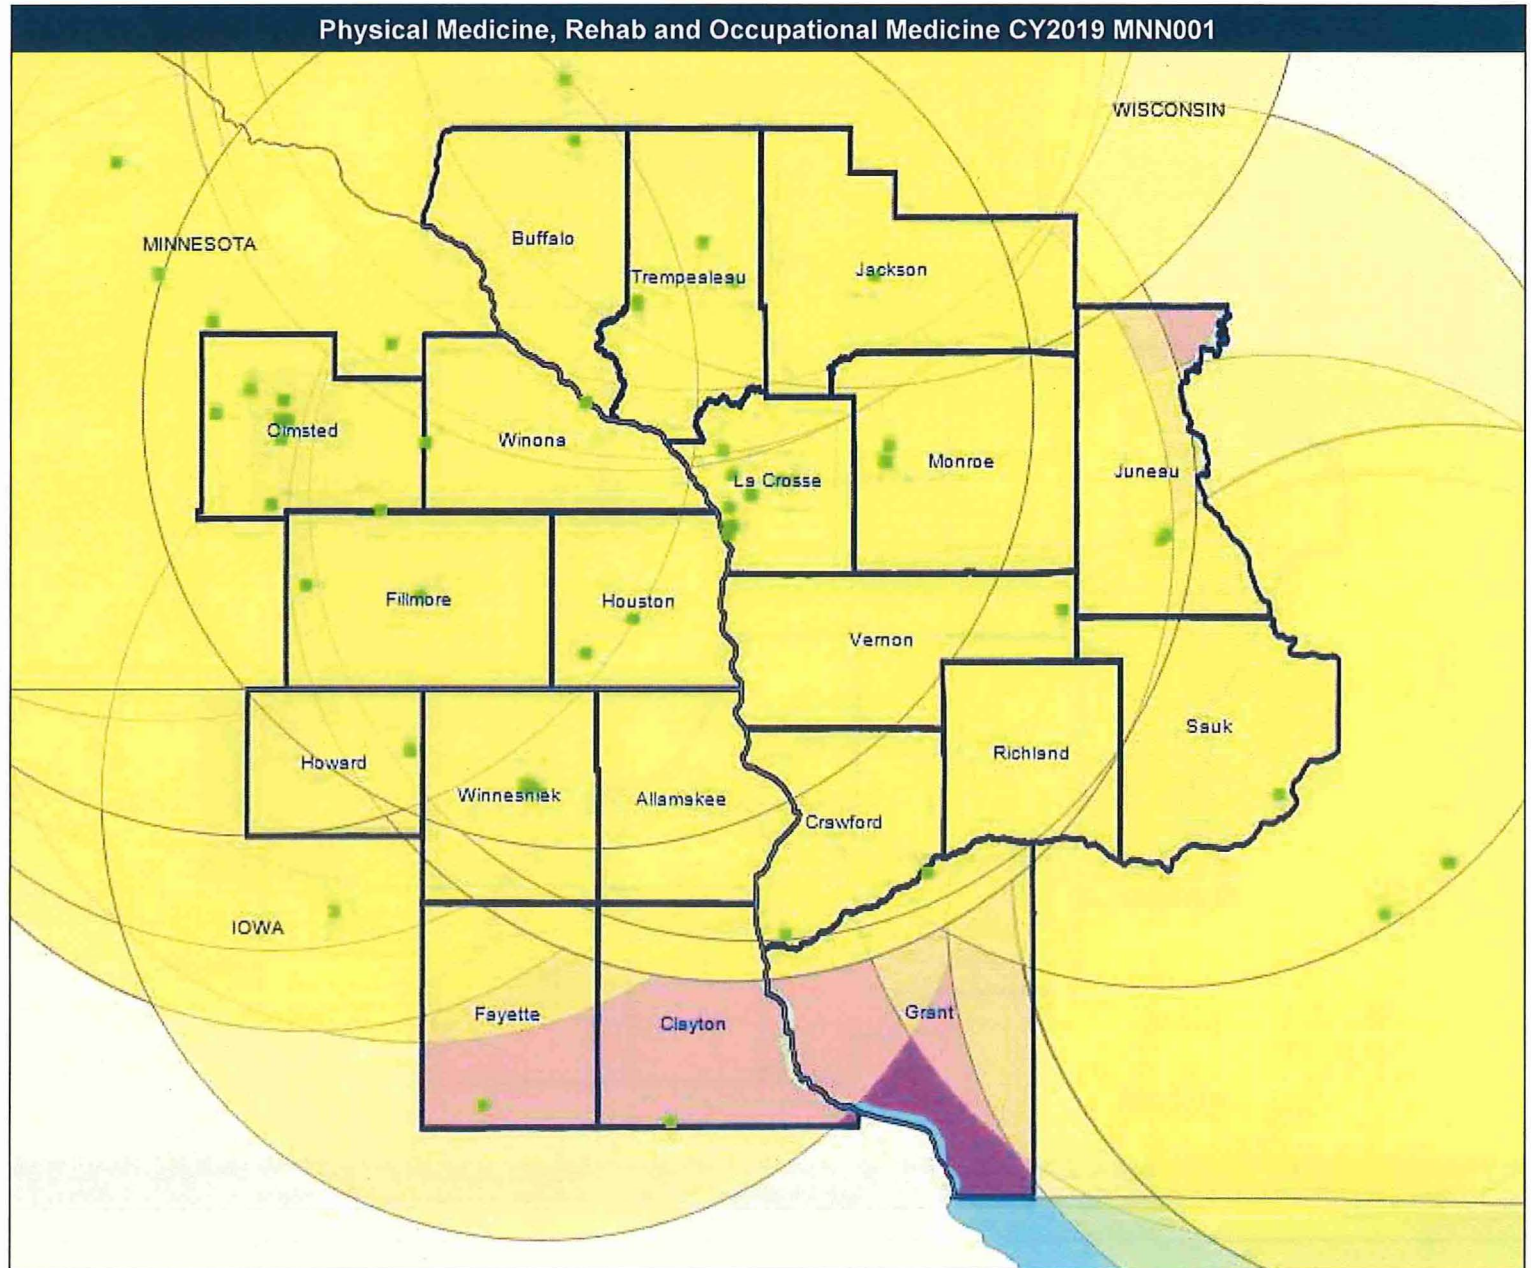 Physical Medicine, Rehab and Occupational Medicine CY2019 MNN001
WISCONSIN
MINNESOTA
Buffalo
Trempealeau
Jackson
Olmsted
Winona
La Crosse
Monroe
Juneau
Fillmore
Houston
Vernon
Howard
Winneshiek
Allamakee
Crawford
Richland
Sauk
IOWA
Fayette
Clayton
Grant